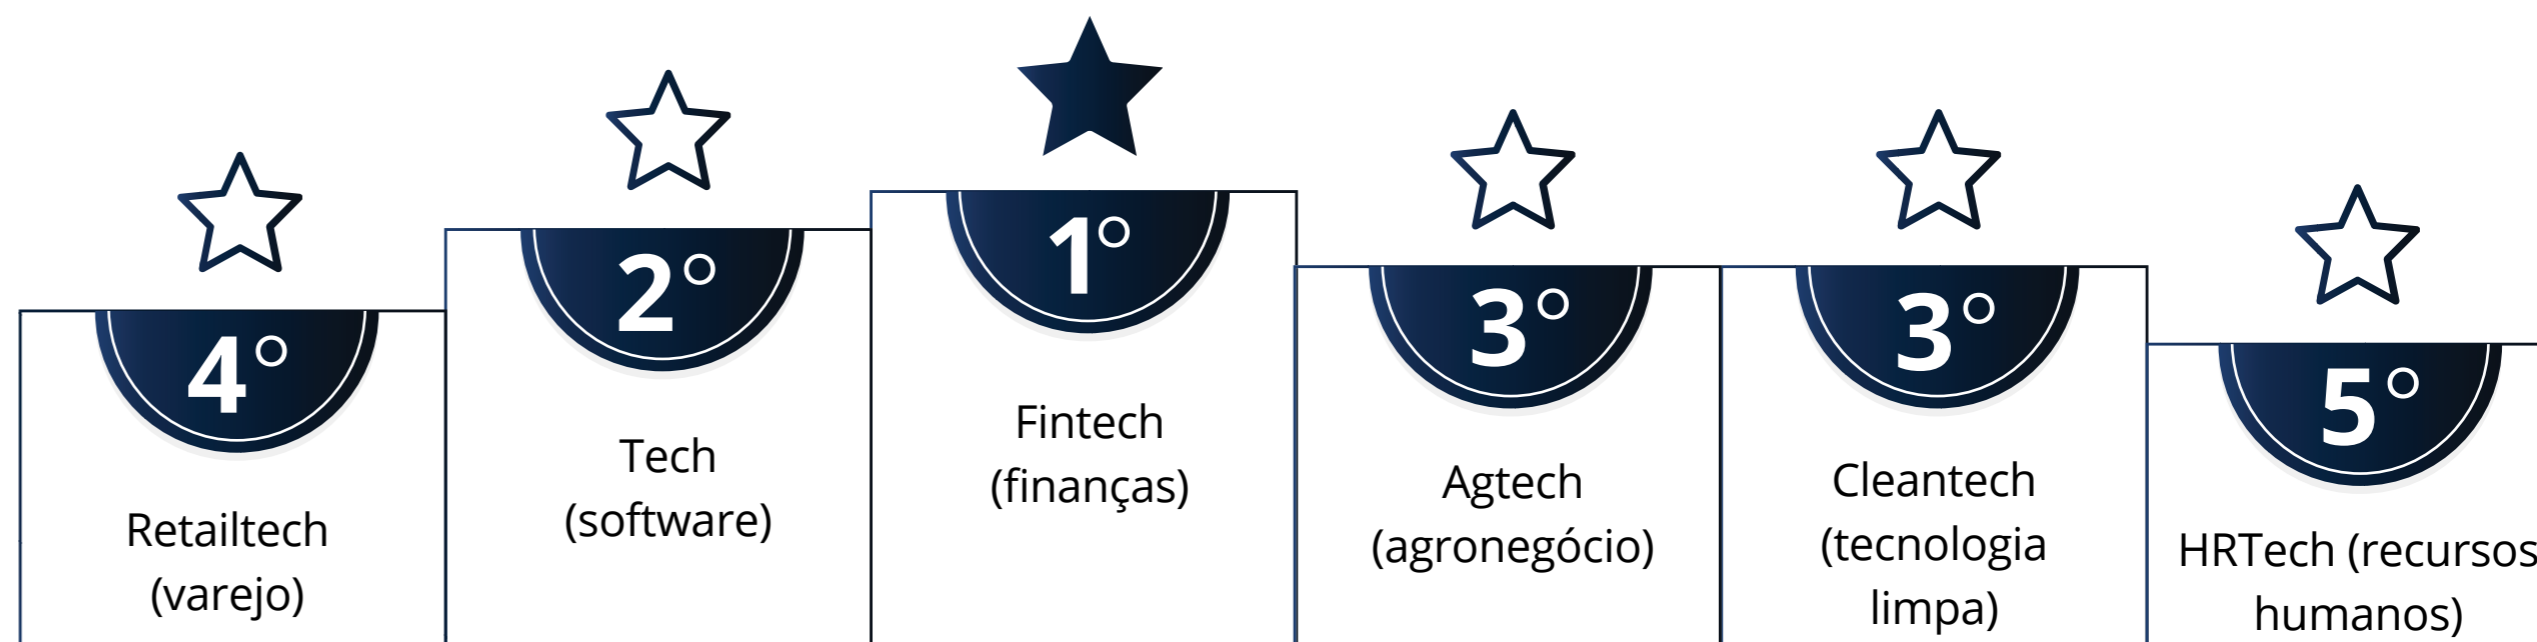 4°
Retailtech
(varejo)
2°
Tech
(software)
1°
Fintech
(finanças)
3°
Agtech
(agronegócio)
3°
Cleantech
(tecnologia
limpa)
5°
HRTech (recursos
humanos)